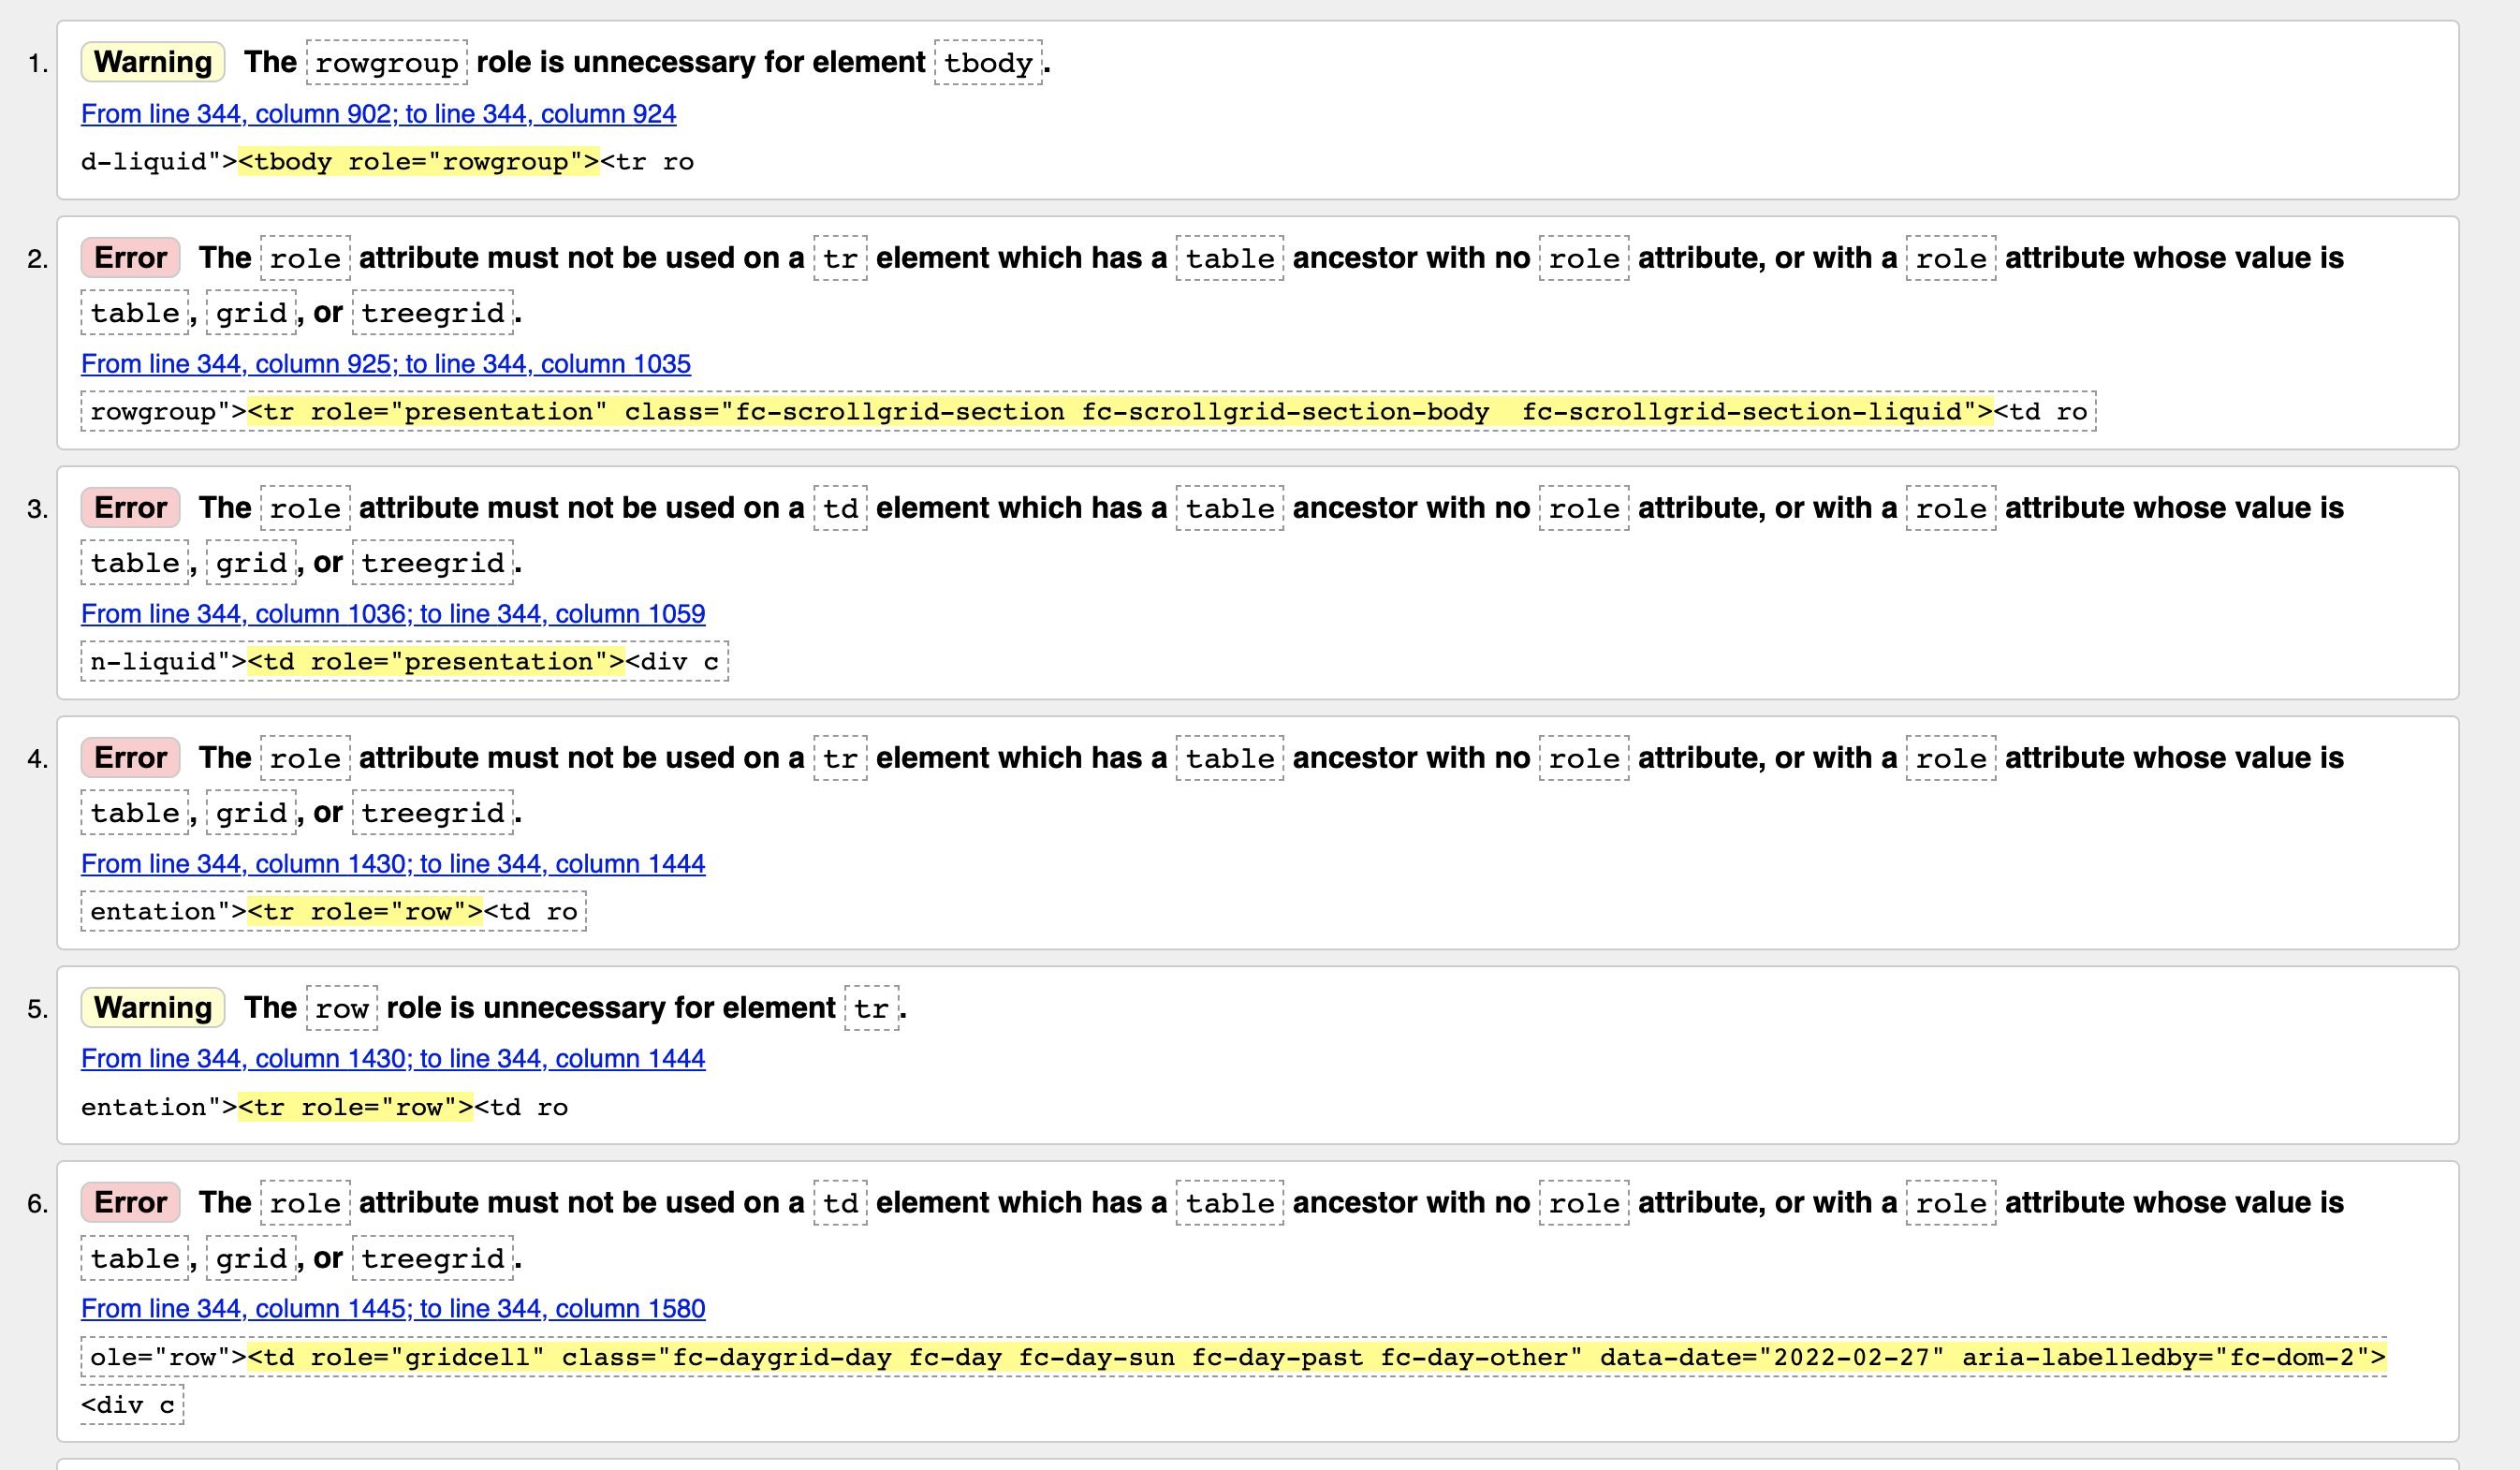 1. Warning The rowgroup role is unnecessary for element tbody.
From line 344, column 902; to line 344, column 924
d-liquid"><tbody role="rowgroup"><tr ro
2. Error The role attribute must not be used on a tr element which has a table ancestor with no role attribute, or with a role attribute whose value is
table, grid, or treegrid.
From line 344, column 925; to line 344, column 1035
rowgroup"><tr role="presentation" class="fc-scrollgrid-section fc-scrollgrid-section-body  fc-scrollgrid-section-liquid"><td ro
3. Error The role attribute must not be used on a td element which has a table ancestor with no role attribute, or with a role attribute whose value is
table, grid, or treegrid.
From line 344, column 1036; to line 344, column 1059
n-liquid"><td role="presentation"><div c
4. Error The role attribute must not be used on a tr element which has a table ancestor with no role attribute, or with a role attribute whose value is
table, grid, or treegrid.
From line 344, column 1430; to line 344, column 1444
entation"><tr role="row"><td ro
5. Warning The row role is unnecessary for element tr.
From line 344, column 1430; to line 344, column 1444
entation"><tr role="row"><td ro
6. Error The role attribute must not be used on a td element which has a table ancestor with no role attribute, or with a role attribute whose value is
table, grid, or treegrid.
From line 344, column 1445; to line 344, column 1580
ole="row"><td role="gridcell" class="fc-daygrid-day fc-day fc-day-sun fc-day-past fc-day-other" data-date="2022-02-27" aria-labelledby="fc-dom-2">
<div c